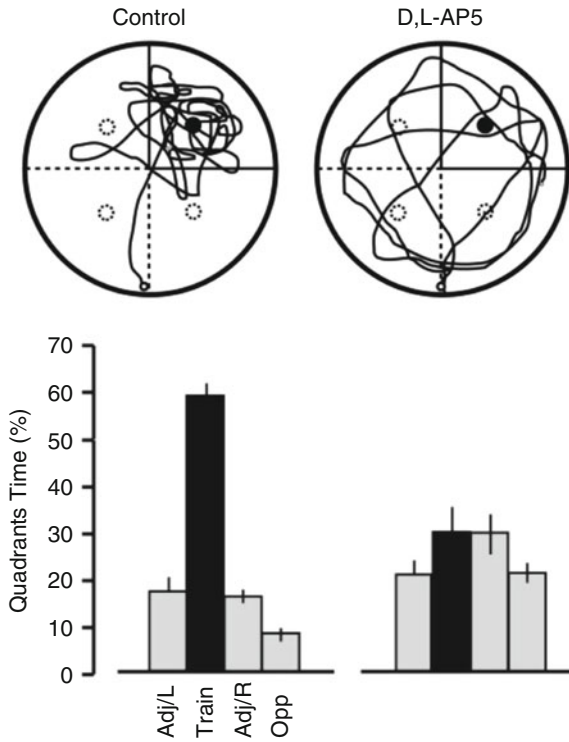 Control
D,L-AP5
Quadrants Time (%)
70
60
50
40
30
20
10
0
Adj/L
Train
Adj/R
Opp